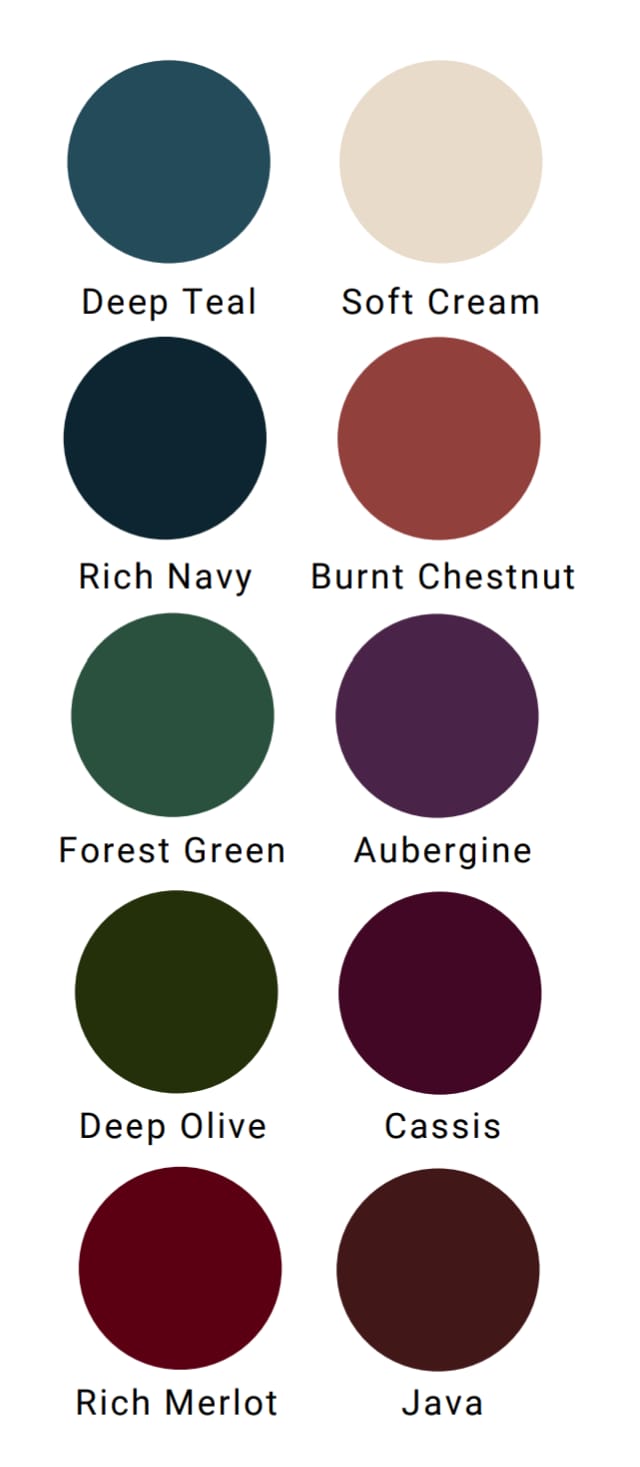 Deep Teal
Soft Cream
Rich Navy
Burnt Chestnut
Forest Green
Aubergine
Deep Olive
Cassis
Rich Merlot
Java